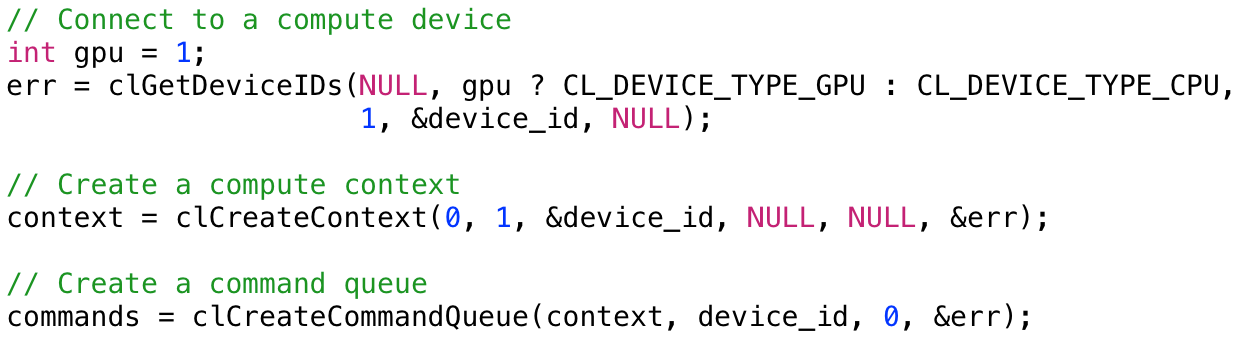 // Connect to a compute device
int gpu = 1;
err = clGetDeviceIDs(NULL, gpu ? CL_DEVICE_TYPE_GPU : CL_DEVICE_TYPE_CPU,
                     1, &device_id, NULL);

// Create a compute context
context = clCreateContext(0, 1, &device_id, NULL, NULL, &err);

// Create a command queue
commands = clCreateCommandQueue(context, device_id, 0, &err);